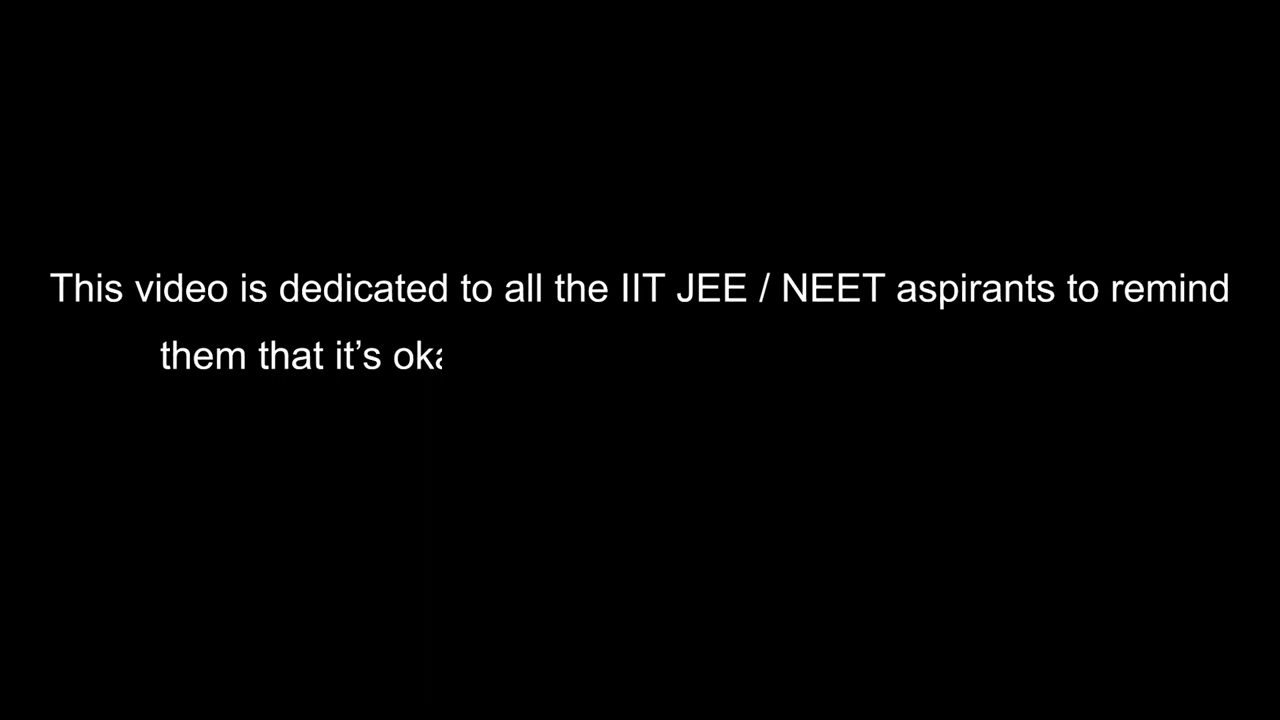 This video is dedicated to all the IIT JEE / NEET aspirants to remind
them that it’s oka